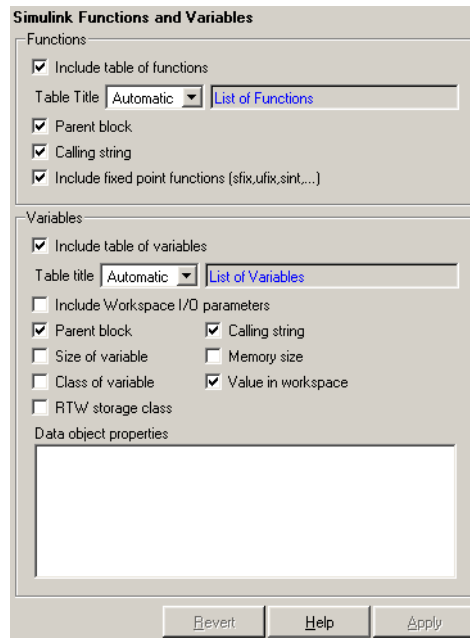 Simulink Functions and Variables
Functions
Include table of functions
Table Title Automatic List of Functions
Parent block
Calling string
Include fixed point functions (sfix,ufix,sint,...)
Variables
Include table of variables
Table title Automatic List of Variables
Include Workspace I/O parameters
Parent block Calling string
Size of variable Memory size
Class of variable Value in workspace
RTW storage class
Data object properties
Revert Help Apply